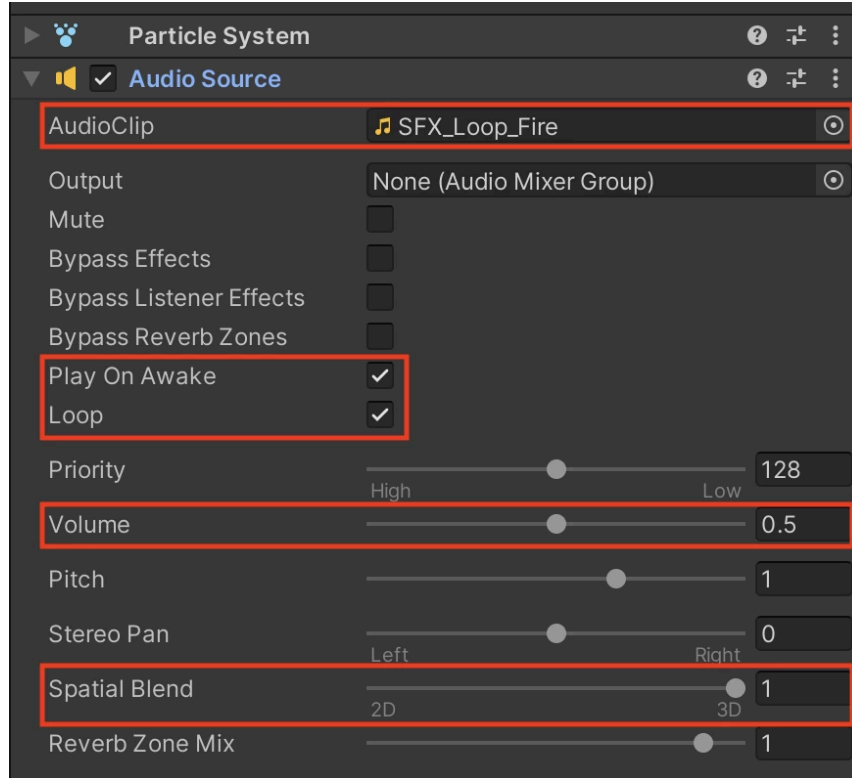 Particle System
Audio Source
AudioClip SFX_Loop_Fire
Output None (Audio Mixer Group)
Mute
Bypass Effects
Bypass Listener Effects
Bypass Reverb Zones
Play On Awake
Loop
Priority 128
High Low
Volume 0.5
Pitch 1
Stereo Pan 0
Left Right
Spatial Blend 1
2D 3D
Reverb Zone Mix 1